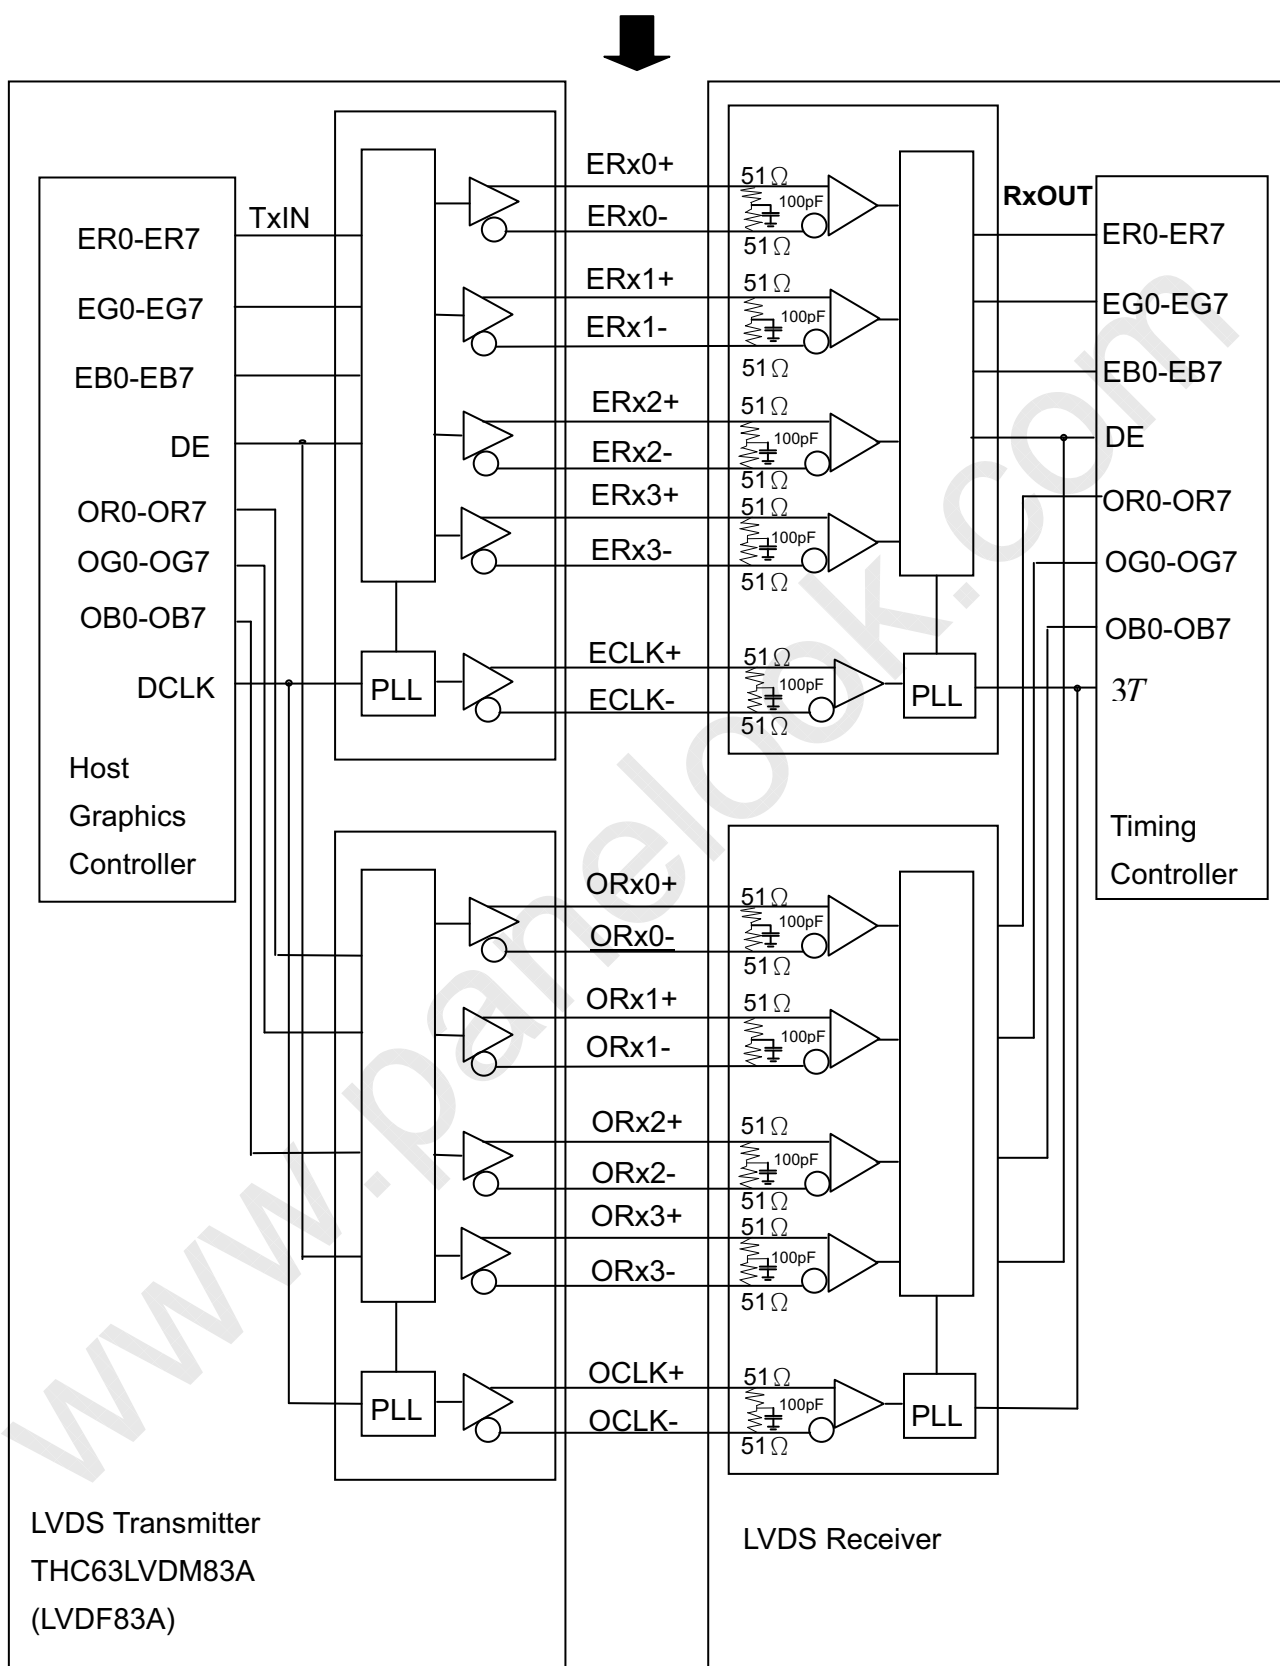 TxIN
ER0-ER7
EG0-EG7
EB0-EB7
DE
OR0-OR7
OG0-OG7
OB0-OB7
DCLK
Host
Graphics
Controller
PLL
PLL
ERx0+
ERx0-
ERx1+
ERx1-
ERx2+
ERx2-
ERx3+
ERx3-
ECLK+
ECLK-
ORx0+
ORx0-
ORx1+
ORx1-
ORx2+
ORx2-
ORx3+
ORx3-
OCLK+
OCLK-
51Ω
100pF
51Ω
51Ω
100pF
51Ω
51Ω
100pF
51Ω
51Ω
100pF
51Ω
51Ω
100pF
51Ω
PLL
51Ω
100pF
51Ω
51Ω
100pF
51Ω
51Ω
100pF
51Ω
51Ω
100pF
51Ω
51Ω
100pF
51Ω
PLL
RxOUT
ER0-ER7
EG0-EG7
EB0-EB7
DE
OR0-OR7
OG0-OG7
OB0-OB7
3T
Timing
Controller
LVDS Transmitter
THC63LVDM83A
(LVDF83A)
LVDS Receiver
www.panelook.com